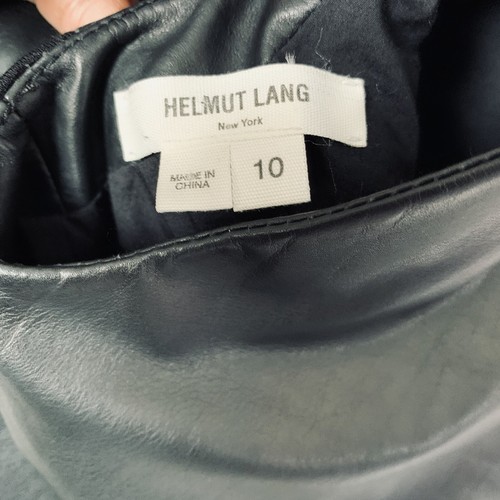 HELMUT LANG
New York
MADE IN
CHINA
10